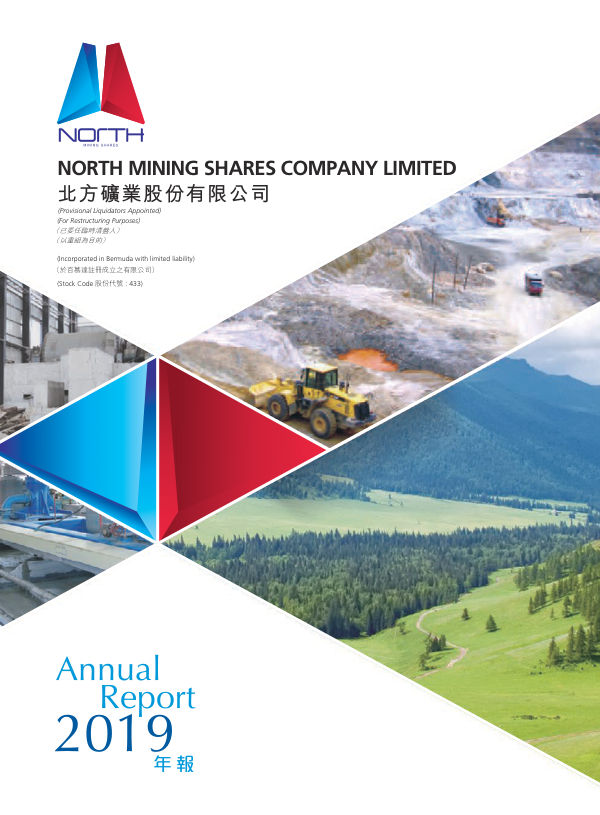 NORTH
MINING SHARES
NORTH MINING SHARES COMPANY LIMITED
北方礦業股份有限公司
(Provisional Liquidators Appointed)
(For Restructuring Purposes)
（已委任臨時清盤人）
（以重組為目的）
(Incorporated in Bermuda with limited liability)
（於百慕達註冊成立之有限公司）
(Stock Code 股份代號 : 433)
Annual
Report
2019
年報